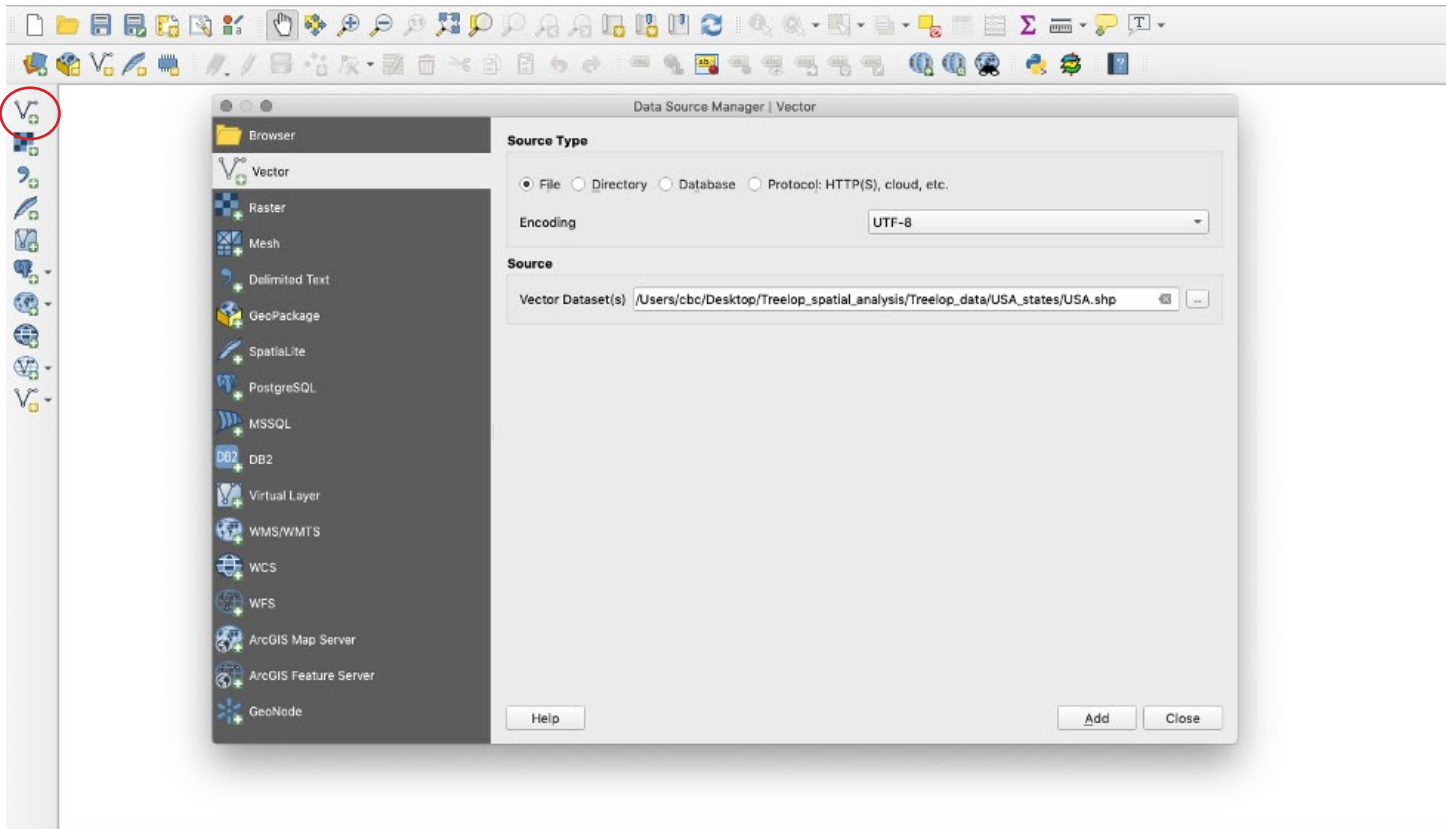 Data Source Manager | Vector
Browser
Vector
Raster
Mesh
Delimited Text
GeoPackage
SpatiaLite
PostgreSQL
MSSQL
DB2
DB2
Virtual Layer
WMS/WMTS
WCS
WFS
ArcGIS Map Server
ArcGIS Feature Server
GeoNode
Source Type
File Directory Database Protocol: HTTP(S), cloud, etc.
Encoding UTF-8
Source
Vector Dataset(s) /Users/cbc/Desktop/Treelop_spatial_analysis/Treelop_data/USA_states/USA.shp ...
Help Add Close